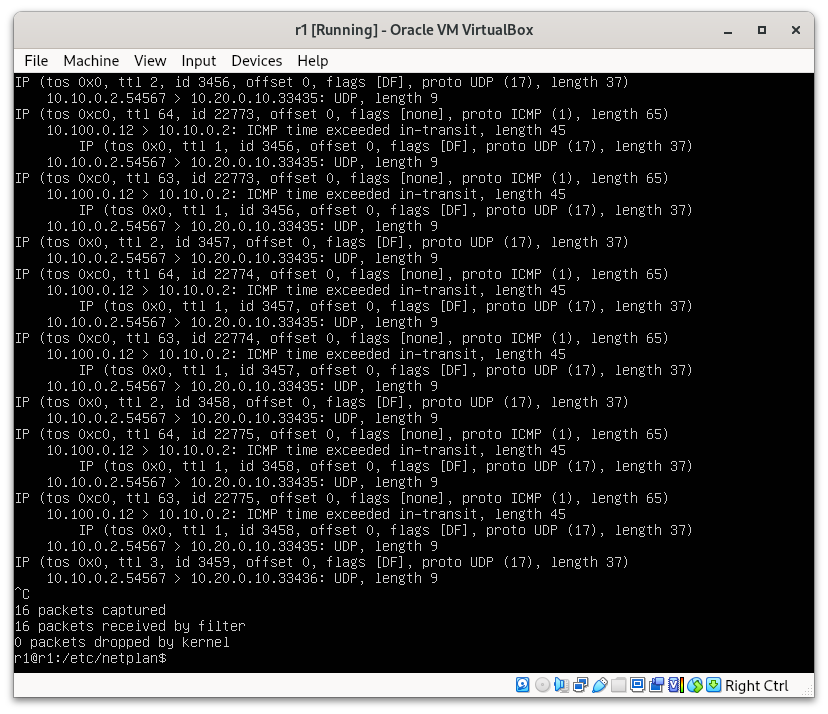 r1 [Running] - Oracle VM VirtualBox
File Machine View Input Devices Help
IP (tos 0x0, ttl 2, id 3456, offset 0, flags [DF], proto UDP (17), length 37)
    10.10.0.2.54567 > 10.20.0.10.33435: UDP, length 9
IP (tos 0xc0, ttl 64, id 22773, offset 0, flags [none], proto ICMP (1), length 65)
    10.100.0.12 > 10.10.0.2: ICMP time exceeded in-transit, length 45
        IP (tos 0x0, ttl 1, id 3456, offset 0, flags [DF], proto UDP (17), length 37)
    10.10.0.2.54567 > 10.20.0.10.33435: UDP, length 9
IP (tos 0xc0, ttl 63, id 22773, offset 0, flags [none], proto ICMP (1), length 65)
    10.100.0.12 > 10.10.0.2: ICMP time exceeded in-transit, length 45
        IP (tos 0x0, ttl 1, id 3456, offset 0, flags [DF], proto UDP (17), length 37)
    10.10.0.2.54567 > 10.20.0.10.33435: UDP, length 9
IP (tos 0x0, ttl 2, id 3457, offset 0, flags [DF], proto UDP (17), length 37)
    10.10.0.2.54567 > 10.20.0.10.33435: UDP, length 9
IP (tos 0xc0, ttl 64, id 22774, offset 0, flags [none], proto ICMP (1), length 65)
    10.100.0.12 > 10.10.0.2: ICMP time exceeded in-transit, length 45
        IP (tos 0x0, ttl 1, id 3457, offset 0, flags [DF], proto UDP (17), length 37)
    10.10.0.2.54567 > 10.20.0.10.33435: UDP, length 9
IP (tos 0xc0, ttl 63, id 22774, offset 0, flags [none], proto ICMP (1), length 65)
    10.100.0.12 > 10.10.0.2: ICMP time exceeded in-transit, length 45
        IP (tos 0x0, ttl 1, id 3457, offset 0, flags [DF], proto UDP (17), length 37)
    10.10.0.2.54567 > 10.20.0.10.33435: UDP, length 9
IP (tos 0x0, ttl 2, id 3458, offset 0, flags [DF], proto UDP (17), length 37)
    10.10.0.2.54567 > 10.20.0.10.33435: UDP, length 9
IP (tos 0xc0, ttl 64, id 22775, offset 0, flags [none], proto ICMP (1), length 65)
    10.100.0.12 > 10.10.0.2: ICMP time exceeded in-transit, length 45
        IP (tos 0x0, ttl 1, id 3458, offset 0, flags [DF], proto UDP (17), length 37)
    10.10.0.2.54567 > 10.20.0.10.33435: UDP, length 9
IP (tos 0xc0, ttl 63, id 22775, offset 0, flags [none], proto ICMP (1), length 65)
    10.100.0.12 > 10.10.0.2: ICMP time exceeded in-transit, length 45
        IP (tos 0x0, ttl 1, id 3458, offset 0, flags [DF], proto UDP (17), length 37)
    10.10.0.2.54567 > 10.20.0.10.33435: UDP, length 9
IP (tos 0x0, ttl 3, id 3459, offset 0, flags [DF], proto UDP (17), length 37)
    10.10.0.2.54567 > 10.20.0.10.33436: UDP, length 9
^C
16 packets captured
16 packets received by filter
0 packets dropped by kernel
r1@r1:/etc/netplan$
Right Ctrl